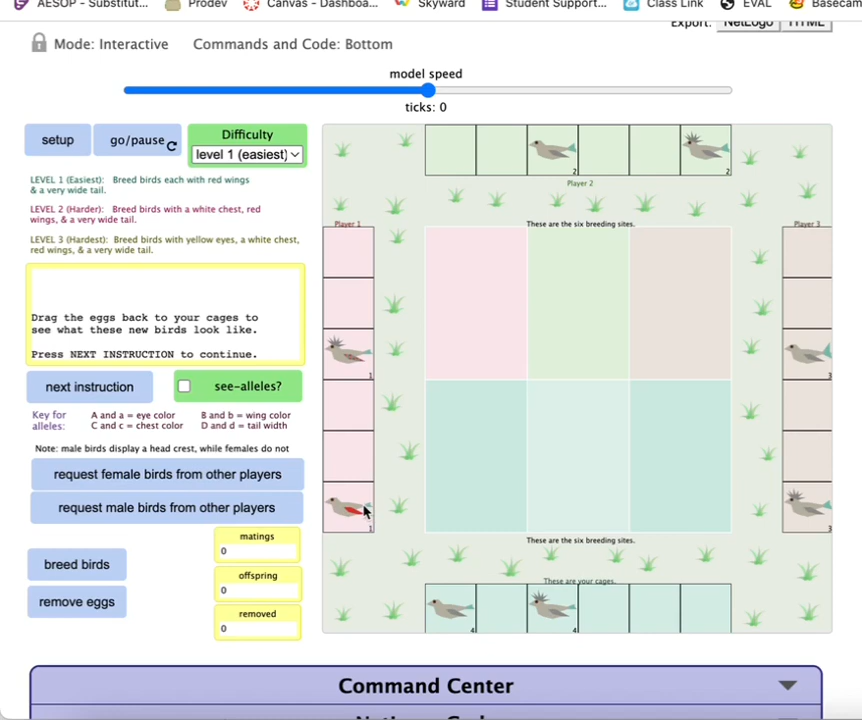 AESOP - Substitut...
Prodev
Canvas - Dashboa...
Skyward
Student Support...
Class Link
EVAL
Basecam
Export:
NetLogo
HTML
Mode: Interactive
Commands and Code: Bottom
model speed
ticks: 0
setup
go/pause
Difficulty
level 1 (easiest)
LEVEL 1 (Easiest): Breed birds each with red wings
& a very wide tail.
LEVEL 2 (Harder): Breed birds with a white chest, red
wings, & a very wide tail.
LEVEL 3 (Hardest): Breed birds with yellow eyes, a white chest,
red wings, & a very wide tail.
Drag the eggs back to your cages to
see what these new birds look like.
Press NEXT INSTRUCTION to continue.
next instruction
see-alleles?
Key for
alleles:
A and a = eye color
C and c = chest color
B and b = wing color
D and d = tail width
Note: male birds display a head crest, while females do not
request female birds from other players
request male birds from other players
breed birds
remove eggs
matings
0
offspring
0
removed
0
2
2
Player 2
Player 1
These are the six breeding sites.
Player 3
1
3
1
3
These are the six breeding sites.
These are your cages.
4
4
Command Center